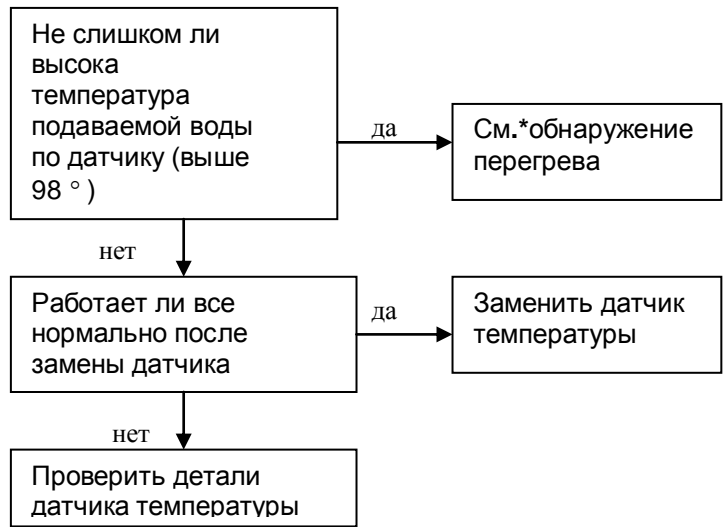 Не слишком ли
высока
температура
подаваемой воды
по датчику (выше
98 ° )
да
См.*обнаружение
перегрева
нет
Работает ли все
нормально после
замены датчика
да
Заменить датчик
температуры
нет
Проверить детали
датчика температуры